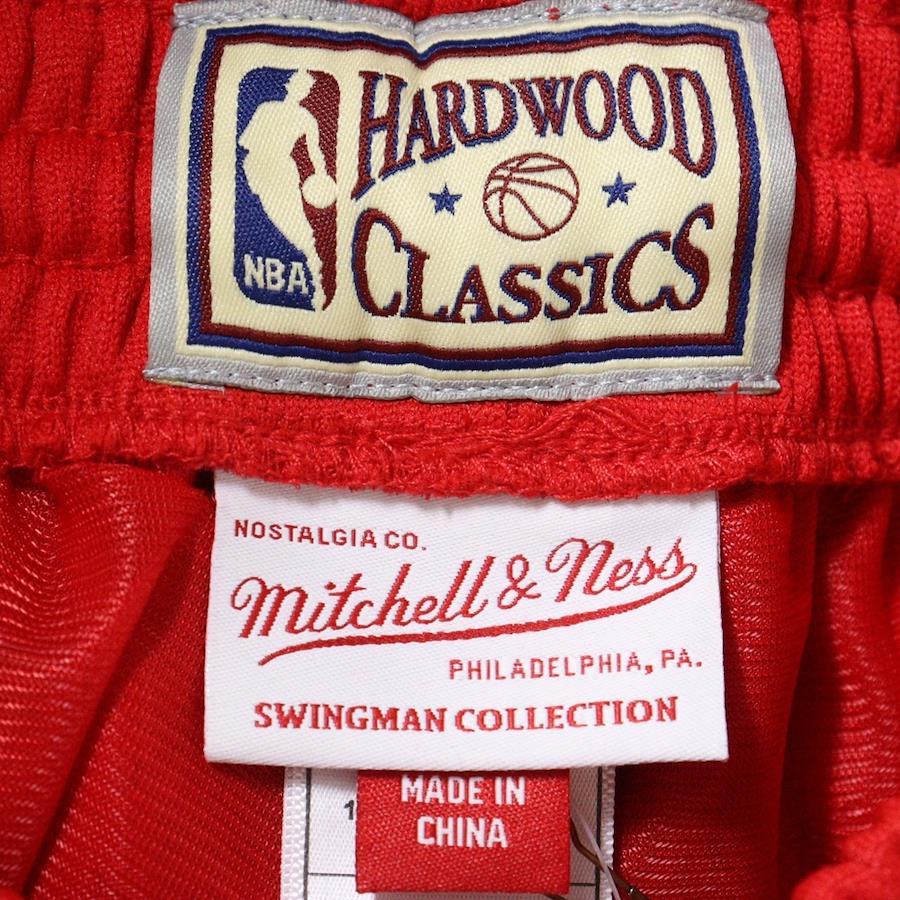 HARDWOOD
NBA
CLASSICS
NOSTALGIA CO.
Mitchell & Ness
PHILADELPHIA, PA.
SWINGMAN COLLECTION
MADE IN
CHINA